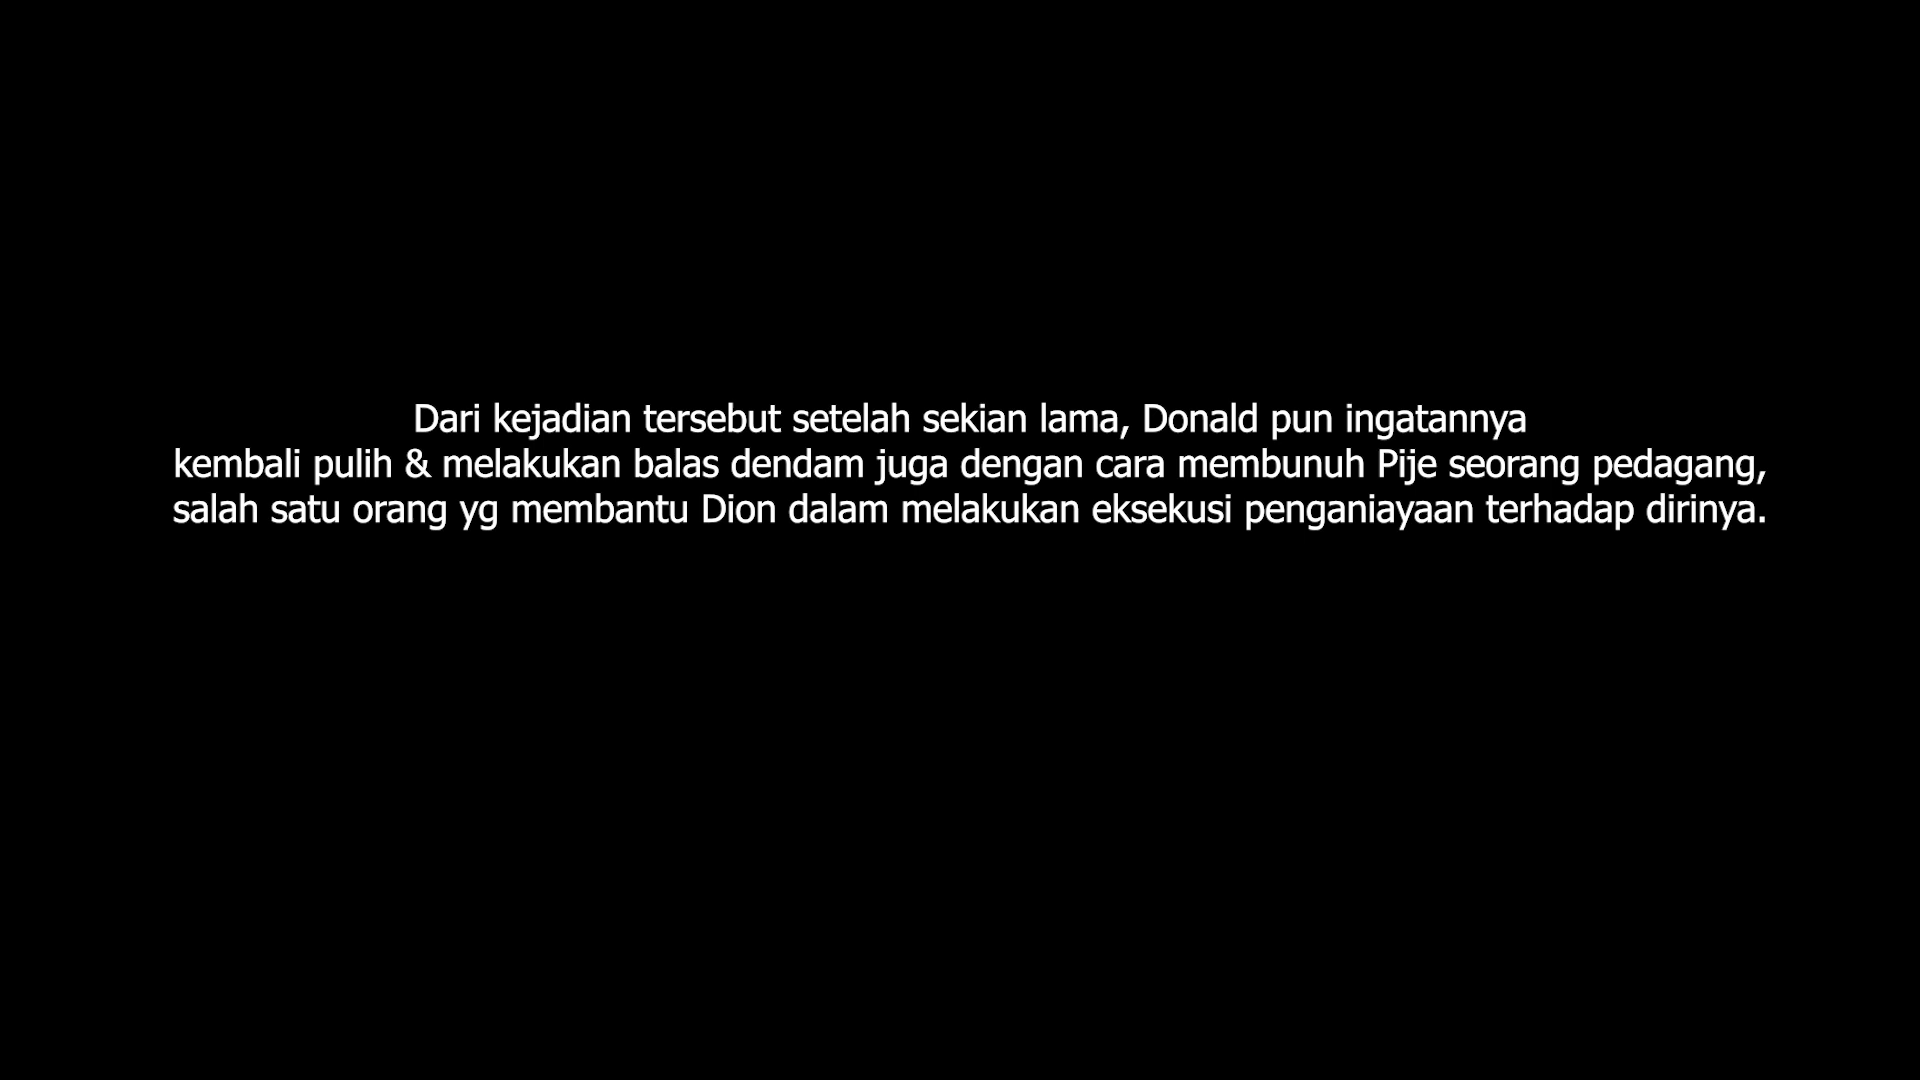 Dari kejadian tersebut setelah sekian lama, Donald pun ingatannya
kembali pulih & melakukan balas dendam juga dengan cara membunuh Pije seorang pedagang,
salah satu orang yg membantu Dion dalam melakukan eksekusi penganiayaan terhadap dirinya.